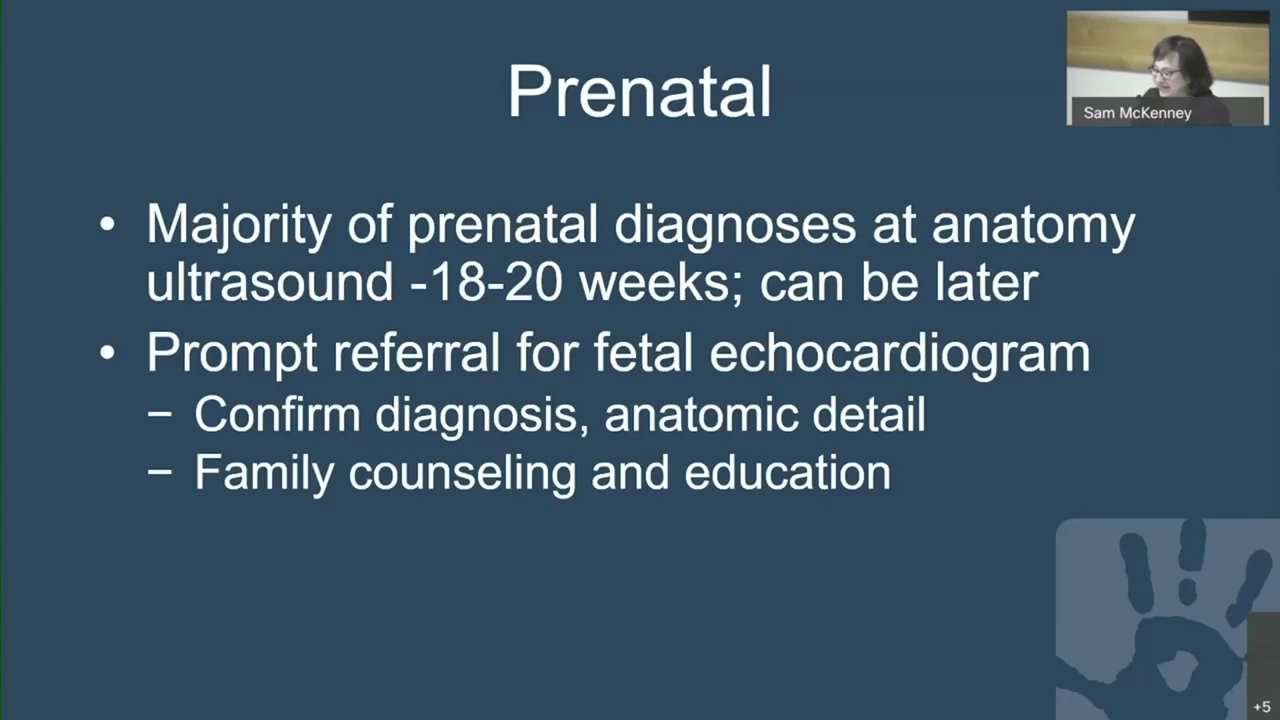 Prenatal
Sam McKenney
• Majority of prenatal diagnoses at anatomy
ultrasound -18-20 weeks; can be later
• Prompt referral for fetal echocardiogram
– Confirm diagnosis, anatomic detail
– Family counseling and education
+5